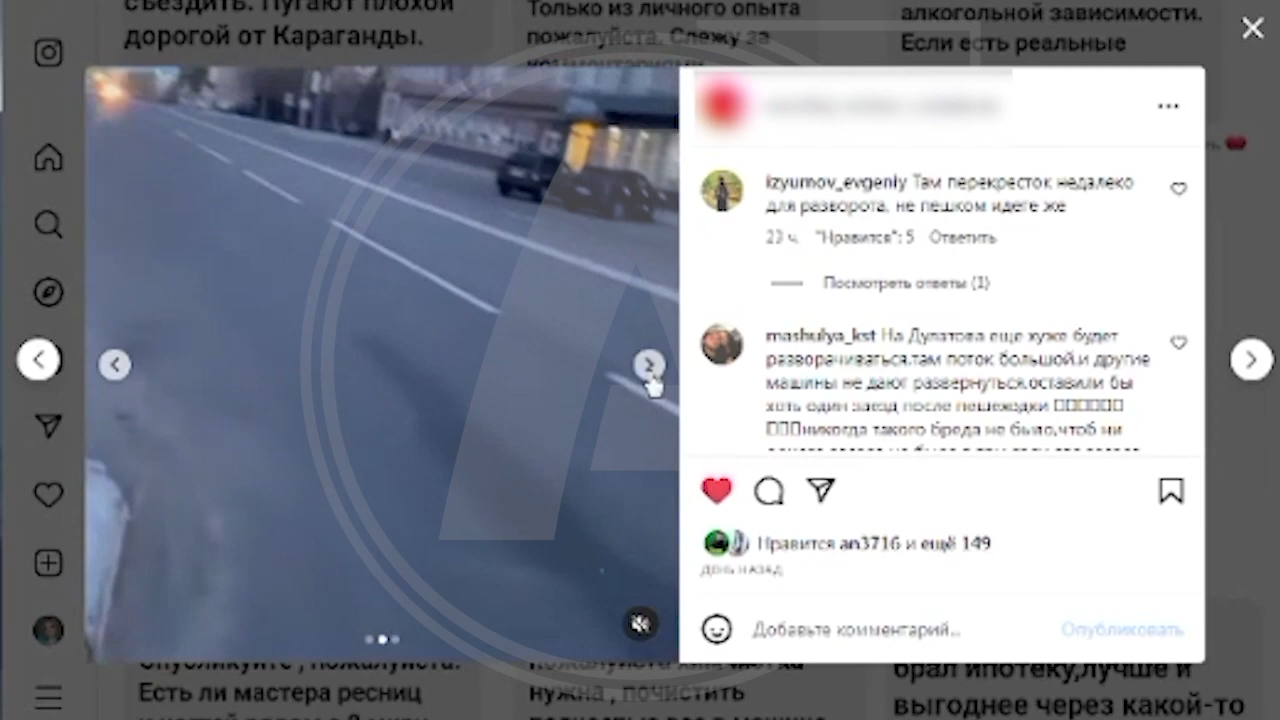 съездить. Пугают плохой
дорогой от Караганды.
Только из личного опыта
пожалуйста. Слежу за
комментариями
алкогольной зависимости.
Если есть реальные
izyumov_evgeniy Там перекресток недалеко
для разворота, не пешком идете же
23 ч. "Нравится": 5 Ответить
Посмотреть ответы (1)
mashulya_kst На Дулатова еще хуже будет
разворачиваться.там поток большой.и другие
машины не дают развернуться.оставили бы
хоть один заезд после пешеходки
никогда такого бреда не было,чтоб ни
Нравится an3716 и ещё 149
ДЕНЬ НАЗАД
Добавьте комментарий...
Опубликовать
Опубликуйте , пожалуйста.
Есть ли мастера ресниц
нужна , почистить
брал ипотеку,лучше и
выгоднее через какой-то